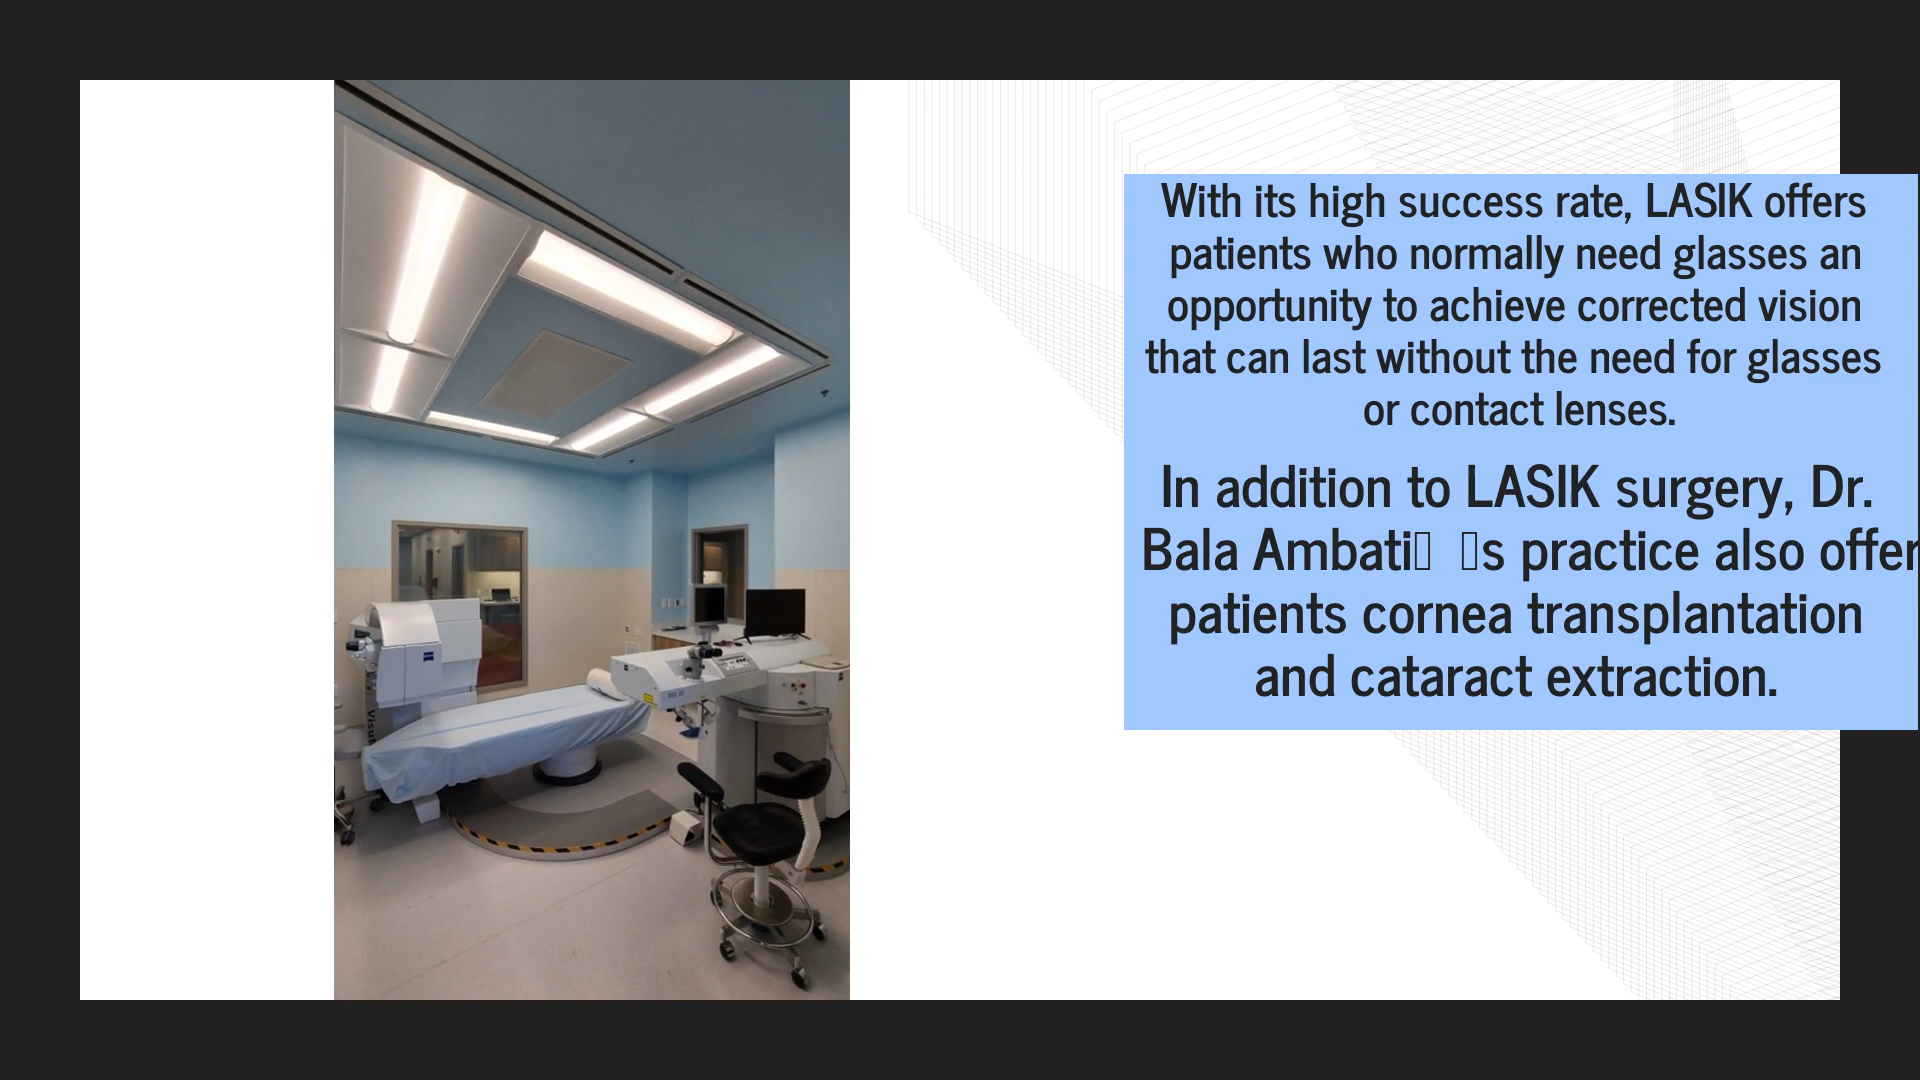 With its high success rate, LASIK offers
patients who normally need glasses an
opportunity to achieve corrected vision
that can last without the need for glasses
or contact lenses.
In addition to LASIK surgery, Dr.
Bala Ambati▯ ▯s practice also offer
patients cornea transplantation
and cataract extraction.
ZEISS